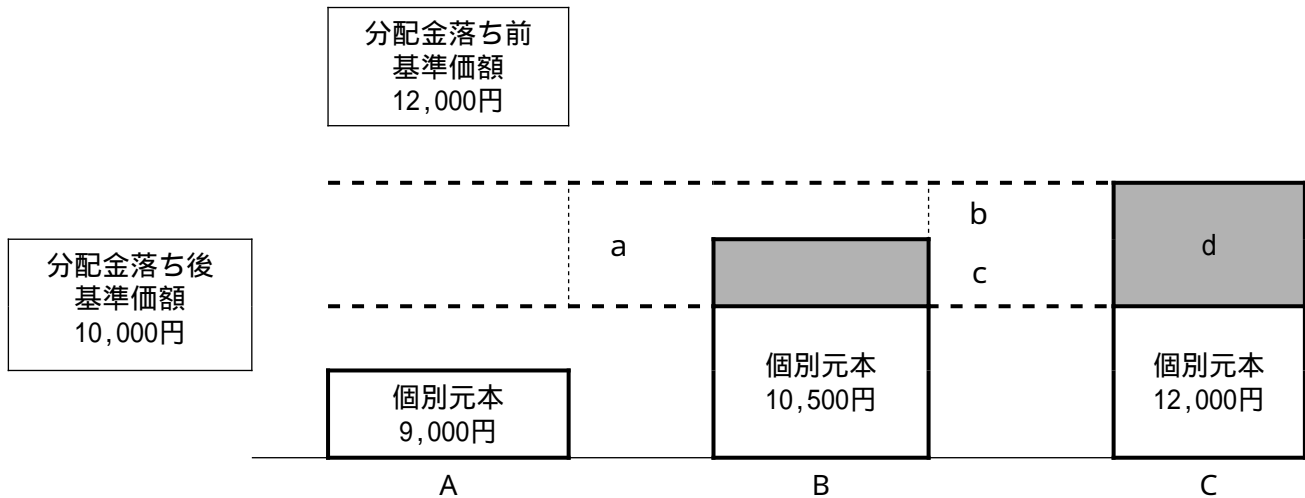 分配金落ち前
基準価額
12,000円
b
a
d
c
分配金落ち後
基準価額
10,000円
個別元本
9,000円
個別元本
10,500円
個別元本
12,000円
A
B
C